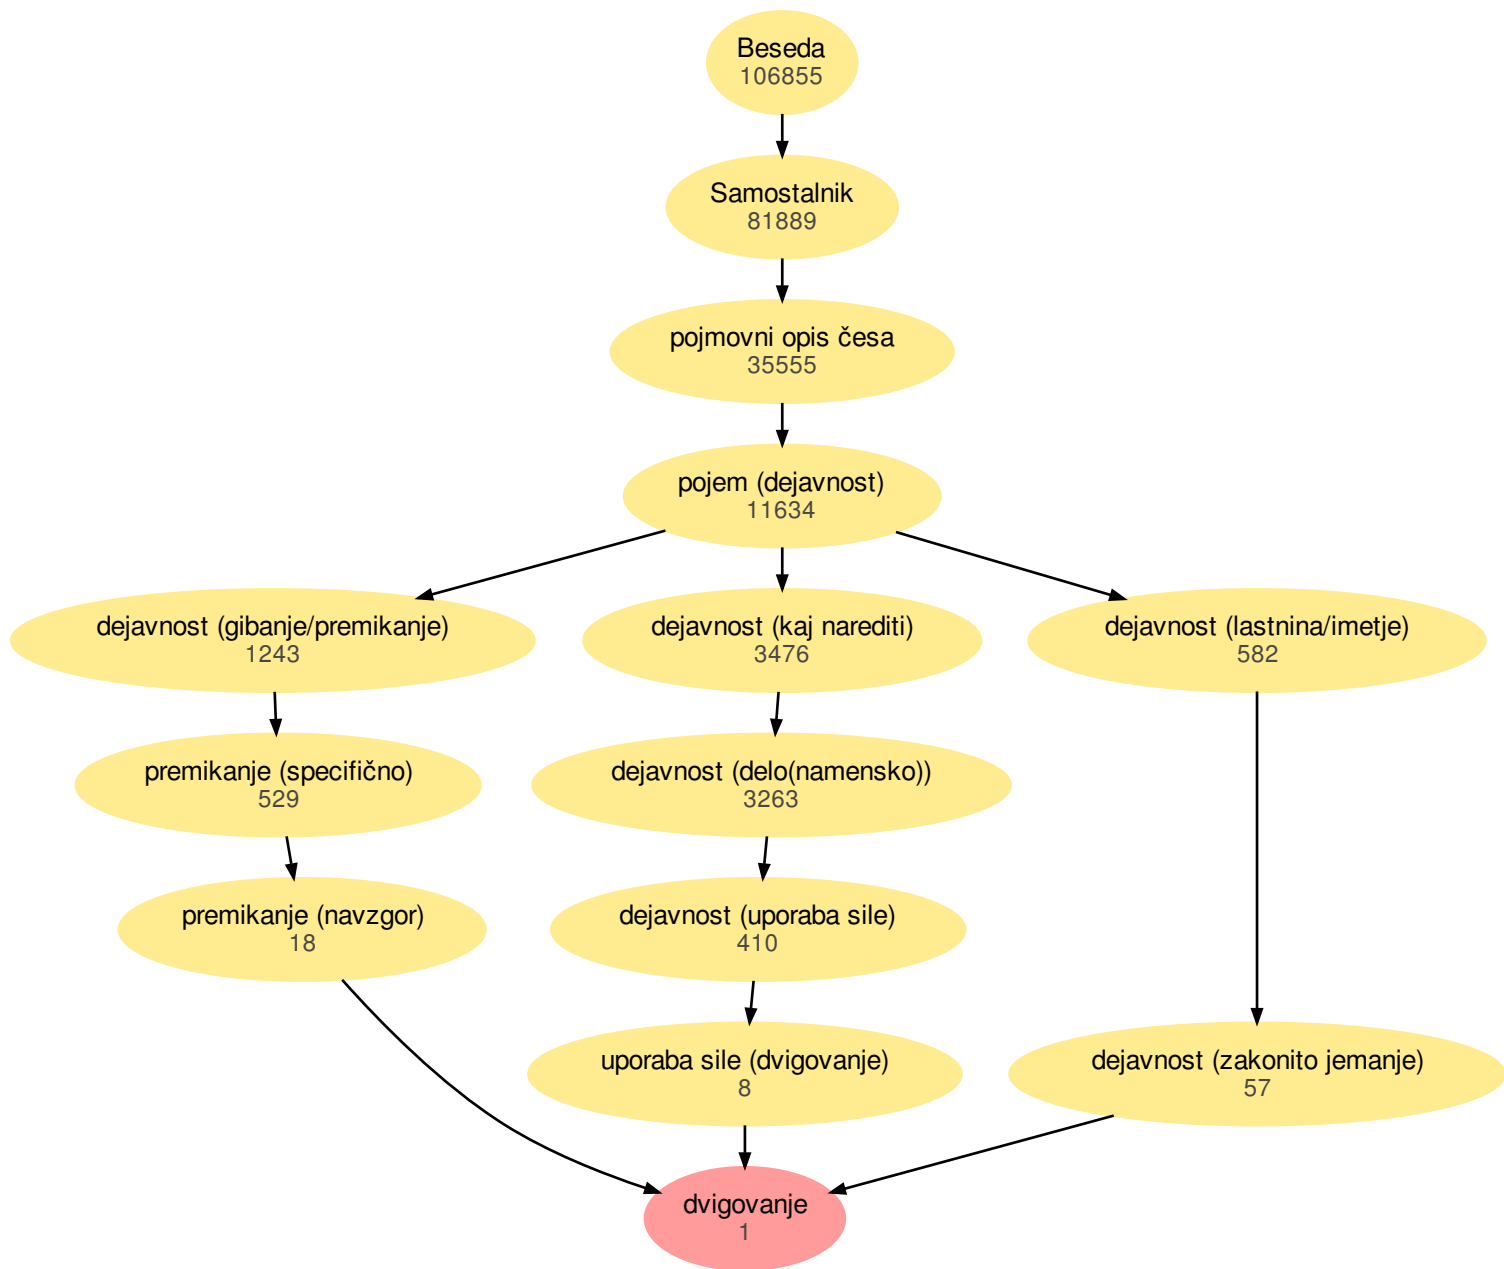 Beseda
106855
Samostalnik
81889
pojmovni opis česa
35555
pojem (dejavnost)
11634
dejavnost (gibanje/premikanje)
1243
dejavnost (kaj narediti)
3476
dejavnost (lastnina/imetje)
582
premikanje (specifično)
529
dejavnost (delo(namensko))
3263
premikanje (navzgor)
18
dejavnost (uporaba sile)
410
uporaba sile (dvigovanje)
8
dejavnost (zakonito jemanje)
57
dvigovanje
1